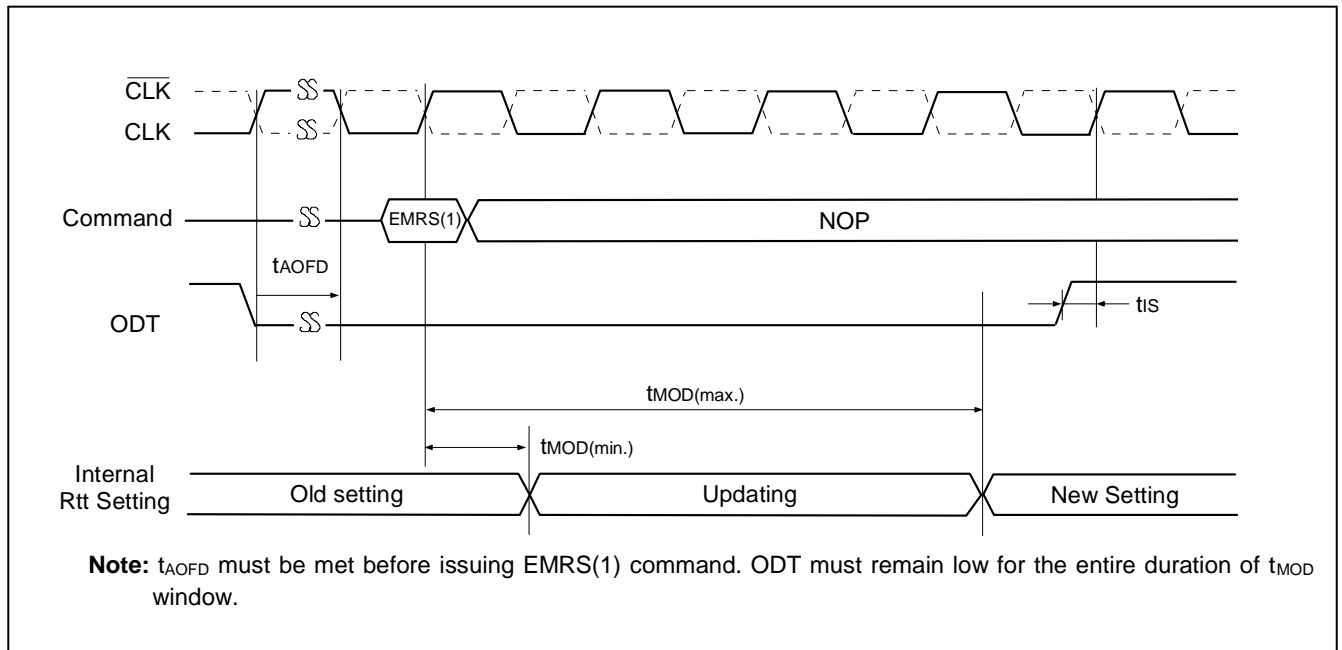 CLK
CLK
Command
EMRS(1)
NOP
tAOFD
ODT
tIS
tMOD(max.)
tMOD(min.)
Internal
Rtt Setting
Old setting
Updating
New Setting
Note: tAOFD must be met before issuing EMRS(1) command. ODT must remain low for the entire duration of tMOD
window.